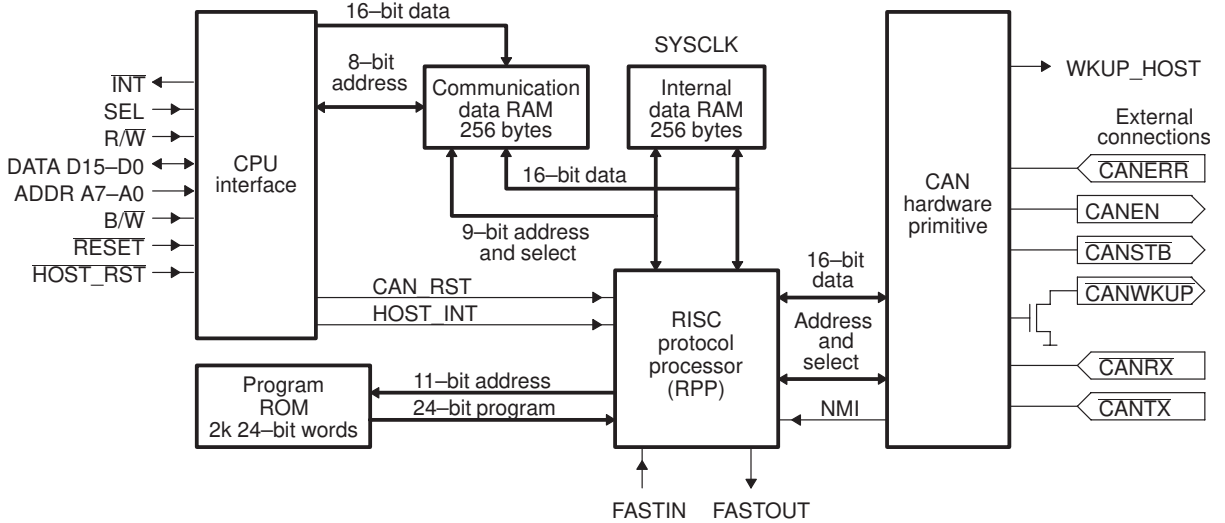 16–bit data
SYSCLK
8–bit
address
Communication
data RAM
256 bytes
Internal
data RAM
256 bytes
WKUP_HOST
INT
SEL
R/W
DATA D15–D0
ADDR A7–A0
B/W
RESET
HOST_RST
CPU
interface
16–bit data
9–bit address
and select
CAN
hardware
primitive
External
connections
CANERR
CANEN
CANSTB
CANWKUP
CANRX
CANTX
CAN_RST
HOST_INT
RISC
protocol
processor
(RPP)
16–bit
data
Address
and
select
NMI
Program
ROM
2k 24–bit words
11–bit address
24–bit program
FASTIN
FASTOUT